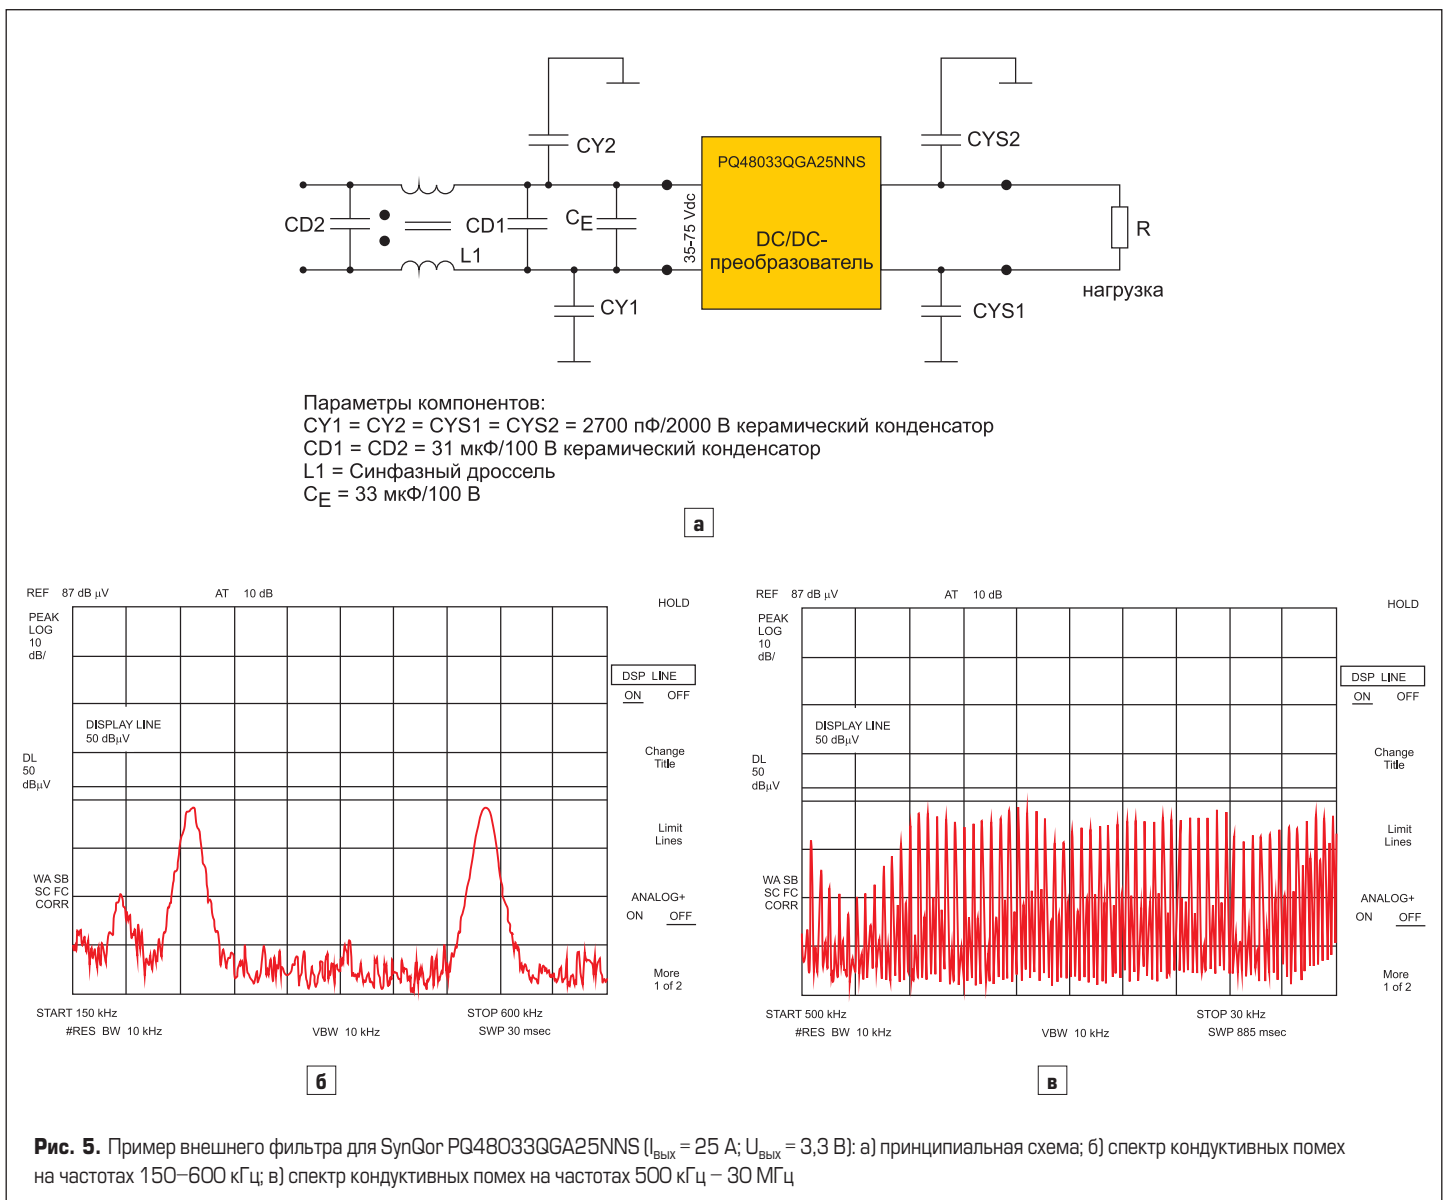 CY2
CYS2
PQ48033QGA25NNS
CD2
CD1
CE
35-75 Vdc
DC/DC-
преобразователь
R
L1
нагрузка
CY1
CYS1
Параметры компонентов:
CY1 = CY2 = CYS1 = CYS2 = 2700 пФ/2000 В керамический конденсатор
CD1 = CD2 = 31 мкФ/100 В керамический конденсатор
L1 = Синфазный дроссель
CE = 33 мкФ/100 В
а
REF 87 dB μV AT 10 dB
HOLD
PEAK
LOG
10
dB/
DSP LINE
ON OFF
DISPLAY LINE
50 dBμV
Change
Title
DL
50
dBμV
Limit
Lines
WA SB
SC FC
CORR
ANALOG+
ON OFF
More
1 of 2
START 150 kHz STOP 600 kHz
#RES BW 10 kHz VBW 10 kHz SWP 30 msec
б
REF 87 dB μV AT 10 dB
HOLD
PEAK
LOG
10
dB/
DSP LINE
ON OFF
DISPLAY LINE
50 dBμV
Change
Title
DL
50
dBμV
Limit
Lines
WA SB
SC FC
CORR
ANALOG+
ON OFF
More
1 of 2
START 500 kHz STOP 30 kHz
#RES BW 10 kHz VBW 10 kHz SWP 885 msec
в
Рис. 5. Пример внешнего фильтра для SynQor PQ48033QGA25NNS (Iвых = 25 А; Uвых = 3,3 В): а) принципиальная схема; б) спектр кондуктивных помех
на частотах 150–600 кГц; в) спектр кондуктивных помех на частотах 500 кГц – 30 МГц